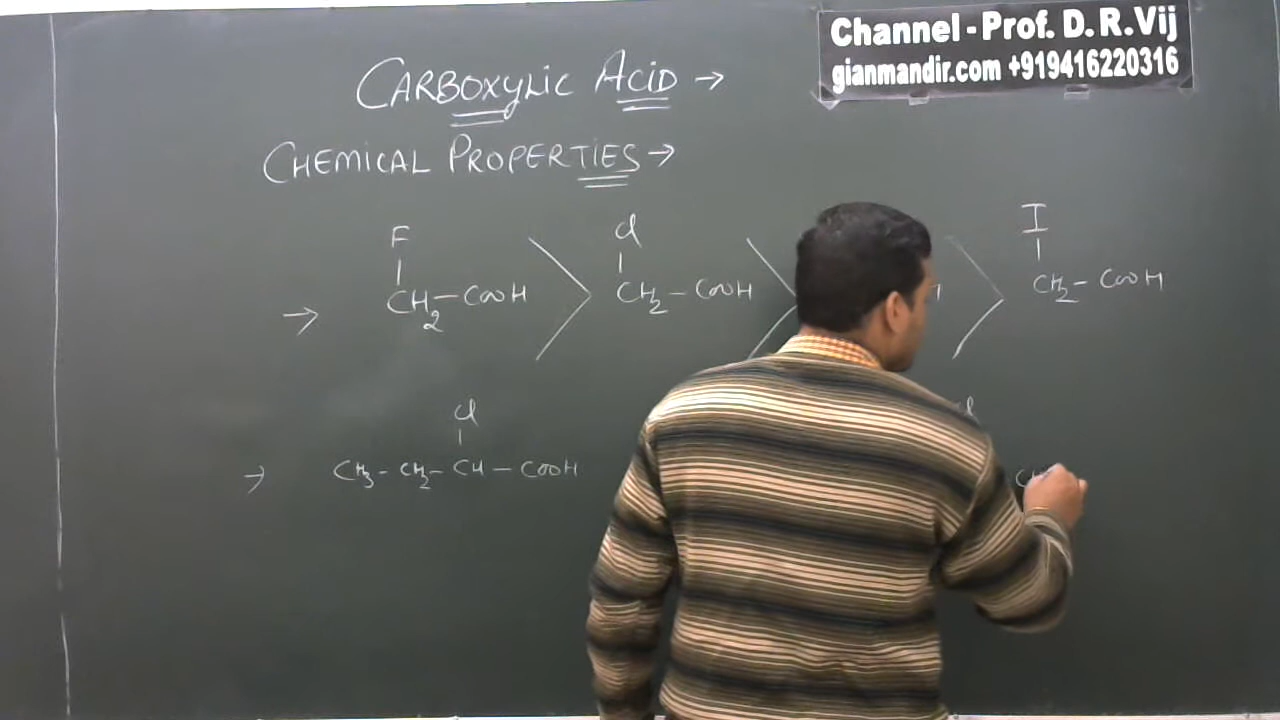 Channel - Prof. D. R. Vij
gianmandir.com +919416220316
CARBOXYLIC ACID →
CHEMICAL PROPERTIES →
F Cl I
→ CH2—COOH > CH2—COOH > > CH2—COOH
Cl Cl
→ CH3—CH2—CH—COOH